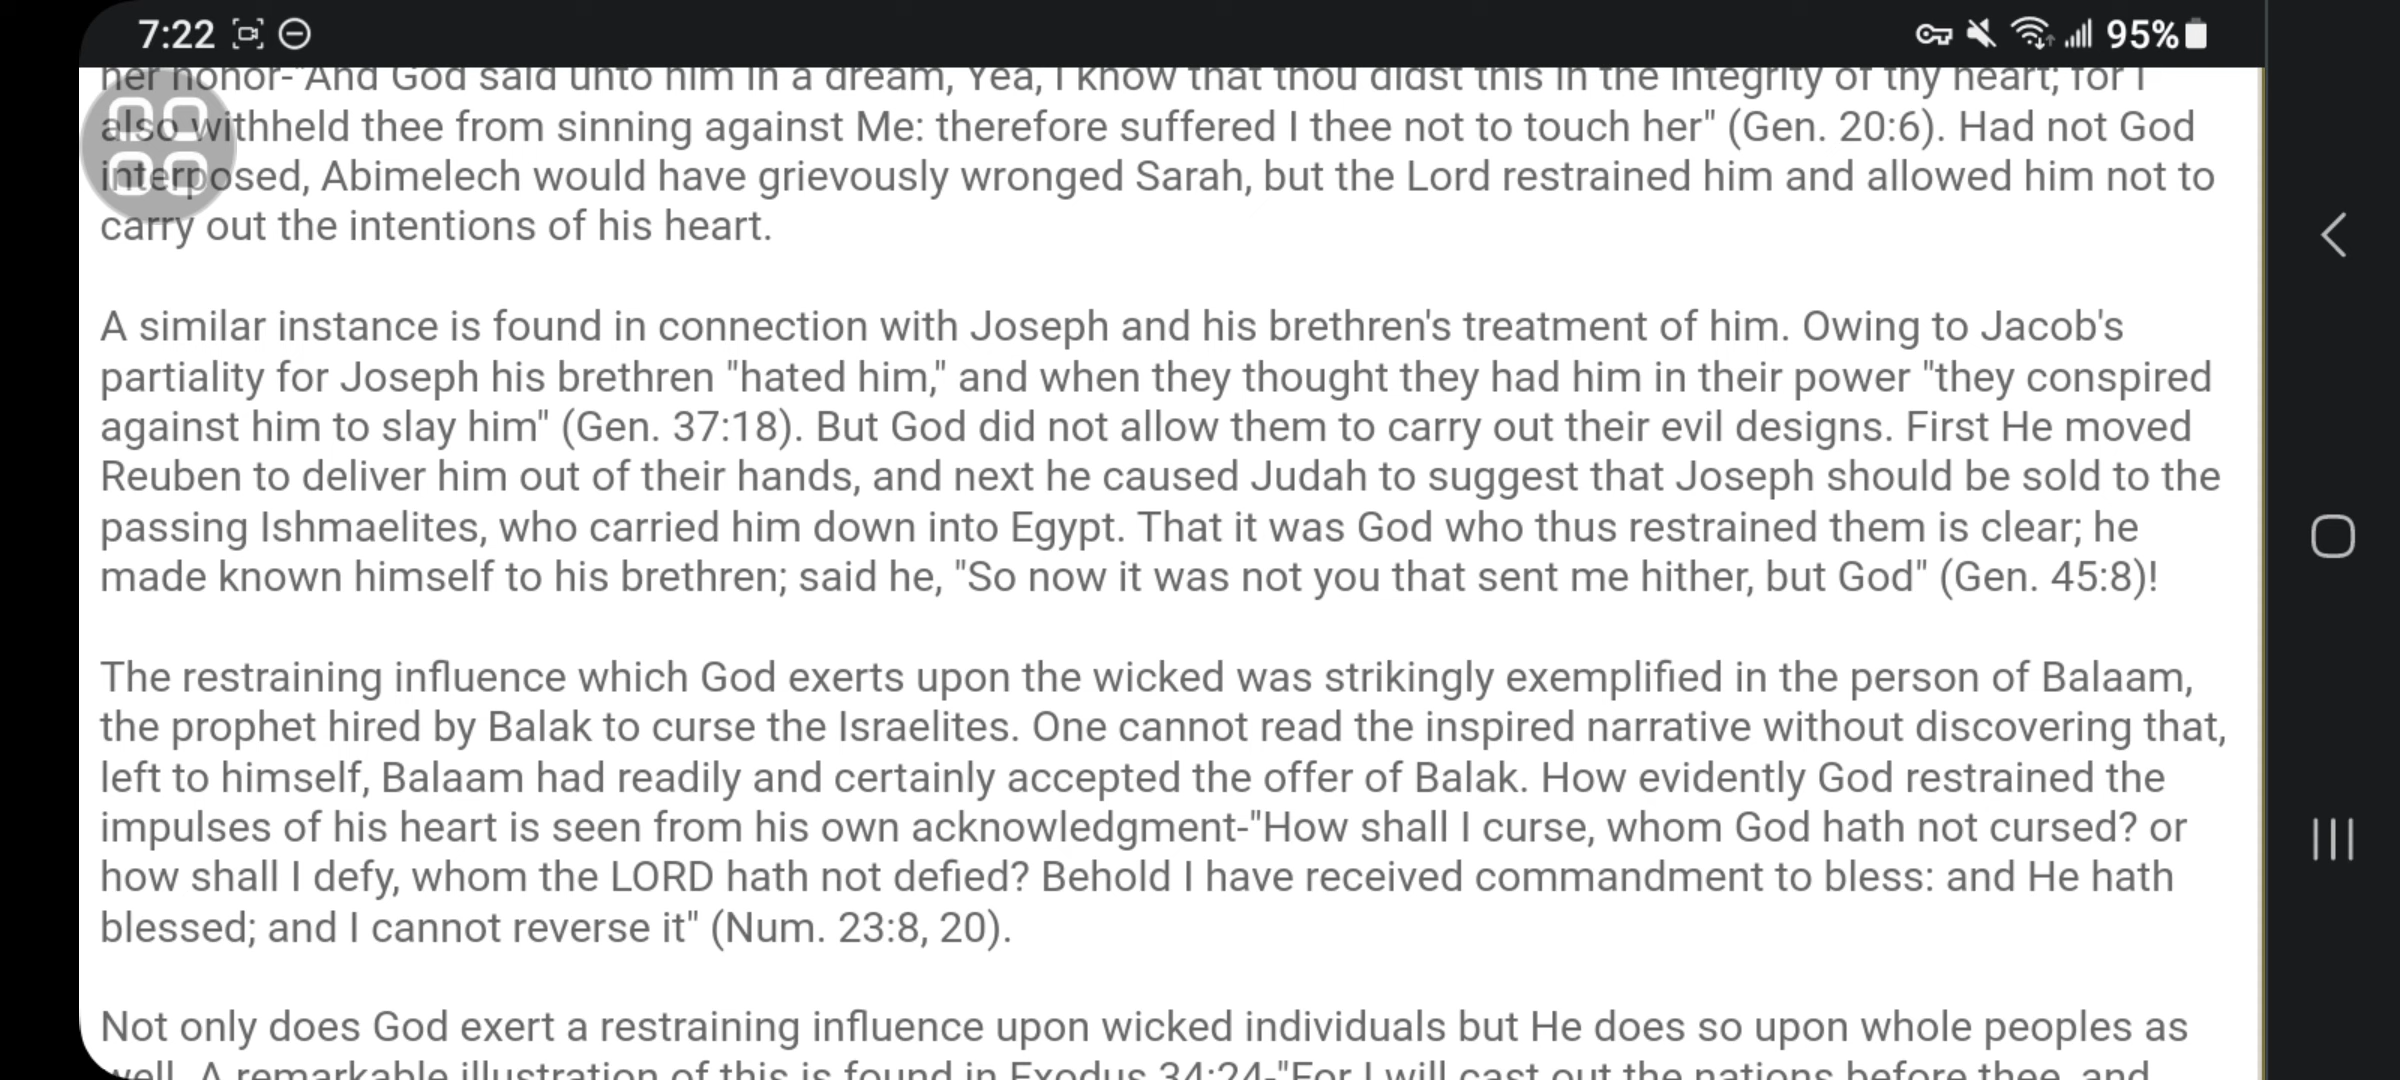 7:22
95%
her honor-"And God said unto him in a dream, Yea, I know that thou didst this in the integrity of thy heart; for I
also withheld thee from sinning against Me: therefore suffered I thee not to touch her" (Gen. 20:6). Had not God
interposed, Abimelech would have grievously wronged Sarah, but the Lord restrained him and allowed him not to
carry out the intentions of his heart.
A similar instance is found in connection with Joseph and his brethren's treatment of him. Owing to Jacob's
partiality for Joseph his brethren "hated him," and when they thought they had him in their power "they conspired
against him to slay him" (Gen. 37:18). But God did not allow them to carry out their evil designs. First He moved
Reuben to deliver him out of their hands, and next he caused Judah to suggest that Joseph should be sold to the
passing Ishmaelites, who carried him down into Egypt. That it was God who thus restrained them is clear; he
made known himself to his brethren; said he, "So now it was not you that sent me hither, but God" (Gen. 45:8)!
The restraining influence which God exerts upon the wicked was strikingly exemplified in the person of Balaam,
the prophet hired by Balak to curse the Israelites. One cannot read the inspired narrative without discovering that,
left to himself, Balaam had readily and certainly accepted the offer of Balak. How evidently God restrained the
impulses of his heart is seen from his own acknowledgment-"How shall I curse, whom God hath not cursed? or
how shall I defy, whom the LORD hath not defied? Behold I have received commandment to bless: and He hath
blessed; and I cannot reverse it" (Num. 23:8, 20).
Not only does God exert a restraining influence upon wicked individuals but He does so upon whole peoples as
well. A remarkable illustration of this is found in Exodus 34:24-"For I will cast out the nations before thee, and